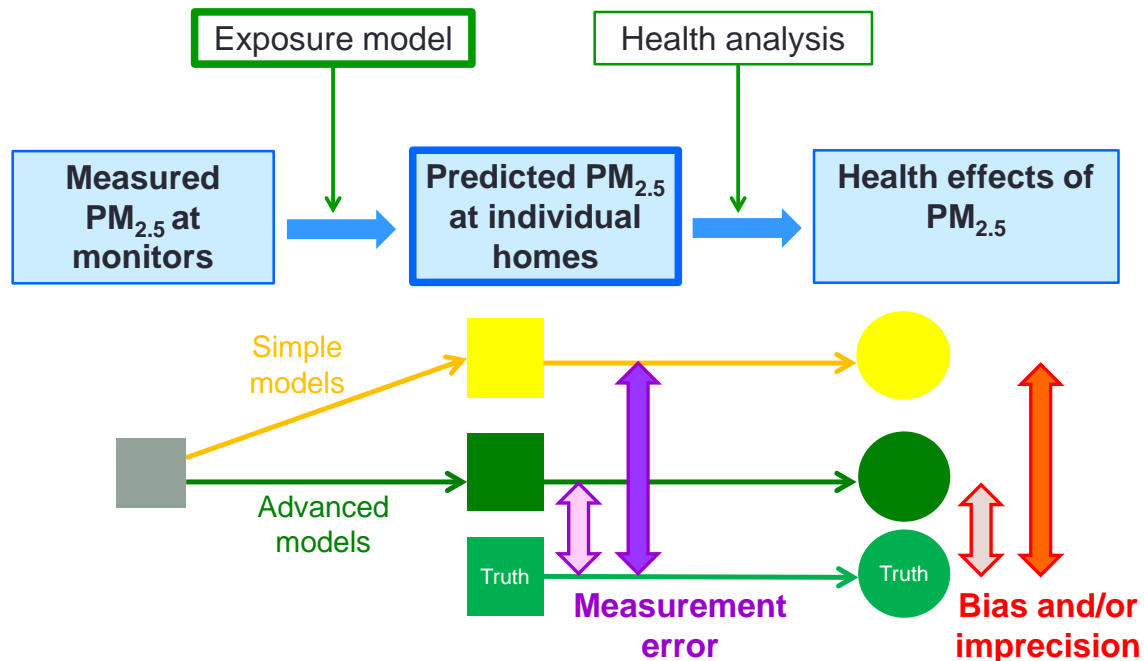 Exposure model
Health analysis
Measured
PM2.5 at
monitors
Predicted PM2.5
at individual
homes
Health effects of
PM2.5
Simple
models
Advanced
models
Truth
Truth
Measurement
error
Bias and/or
imprecision